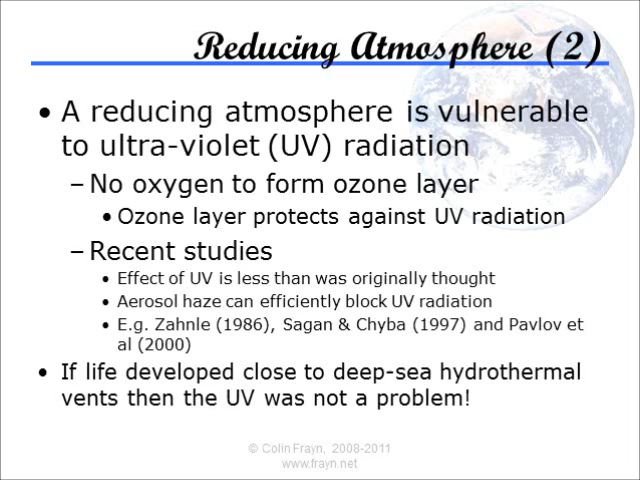 Reducing Atmosphere (2)
• A reducing atmosphere is vulnerable
to ultra-violet (UV) radiation
– No oxygen to form ozone layer
• Ozone layer protects against UV radiation
– Recent studies
• Effect of UV is less than was originally thought
• Aerosol haze can efficiently block UV radiation
• E.g. Zahnle (1986), Sagan & Chyba (1997) and Pavlov et
al (2000)
• If life developed close to deep-sea hydrothermal
vents then the UV was not a problem!
© Colin Frayn, 2008-2011
www.frayn.net